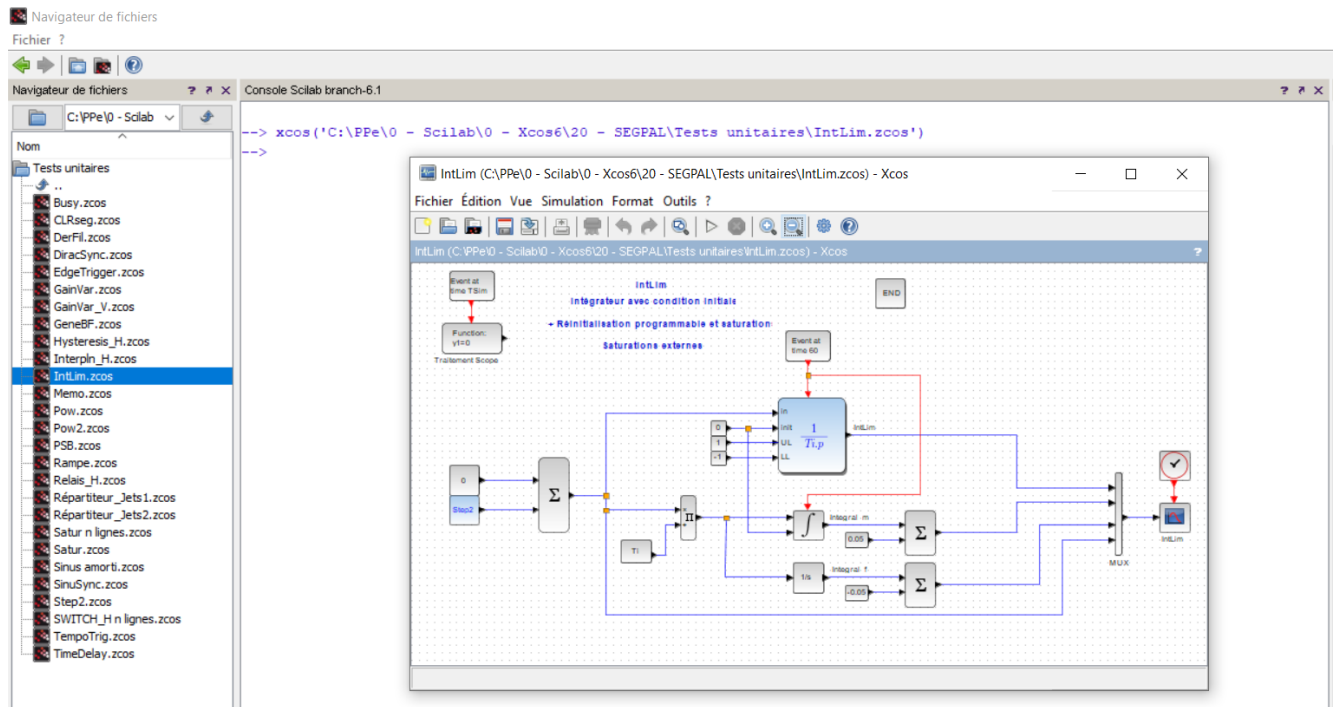 Navigateur de fichiers
Fichier ?
Navigateur de fichiers
Console Scilab branch-6.1
C:\PPe\0 - Scilab
Nom
Tests unitaires
..
Busy.zcos
CLRseg.zcos
DerFil.zcos
DiracSync.zcos
EdgeTrigger.zcos
GainVar.zcos
GainVar_V.zcos
GeneBF.zcos
Hysteresis_H.zcos
Interpln_H.zcos
IntLim.zcos
Memo.zcos
Pow.zcos
Pow2.zcos
PSB.zcos
Rampe.zcos
Relais_H.zcos
Répartiteur_Jets1.zcos
Répartiteur_Jets2.zcos
Satur n lignes.zcos
Satur.zcos
Sinus amorti.zcos
SinuSync.zcos
Step2.zcos
SWITCH_H n lignes.zcos
TempoTrig.zcos
TimeDelay.zcos
--> xcos('C:\PPe\0 - Scilab\0 - Xcos6\20 - SEGPAL\Tests unitaires\IntLim.zcos')
-->
IntLim (C:\PPe\0 - Scilab\0 - Xcos6\20 - SEGPAL\Tests unitaires\IntLim.zcos) - Xcos
Fichier Édition Vue Simulation Format Outils ?
IntLim (C:\PPe\0 - Scilab\0 - Xcos6\20 - SEGPAL\Tests unitaires\IntLim.zcos) - Xcos
?
Event at
time TSim
Function:
y1=0
Traitement Scope
IntLim
Intégrateur avec condition initiale
+ Réinitialisation programmable et saturation
Saturations externes
END
Event at
time 60
in
init
UL
LL
1
Ti.p
IntLim
0
1
-1
0
Step2
Σ
Ti
Π
∫
Integral m
0.05
Σ
1/s
Integral f
-0.05
Σ
MUX
IntLim